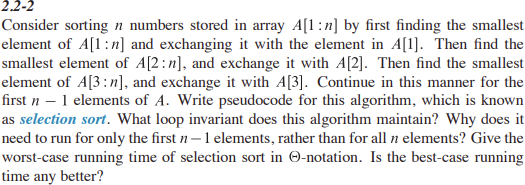 2.2-2
Consider sorting n numbers stored in array A[1:n] by first finding the smallest
element of A[1:n] and exchanging it with the element in A[1]. Then find the
smallest element of A[2:n], and exchange it with A[2]. Then find the smallest
element of A[3:n], and exchange it with A[3]. Continue in this manner for the
first n − 1 elements of A. Write pseudocode for this algorithm, which is known
as selection sort. What loop invariant does this algorithm maintain? Why does it
need to run for only the first n−1 elements, rather than for all n elements? Give the
worst-case running time of selection sort in Θ-notation. Is the best-case running
time any better?